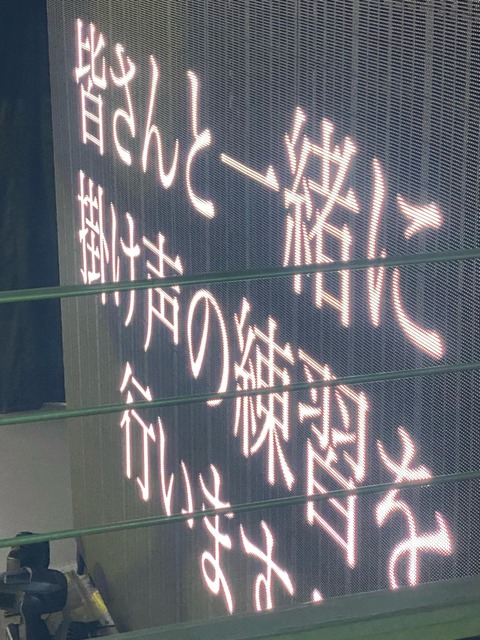 皆さんと一緒に
掛け声の練習を
行いま